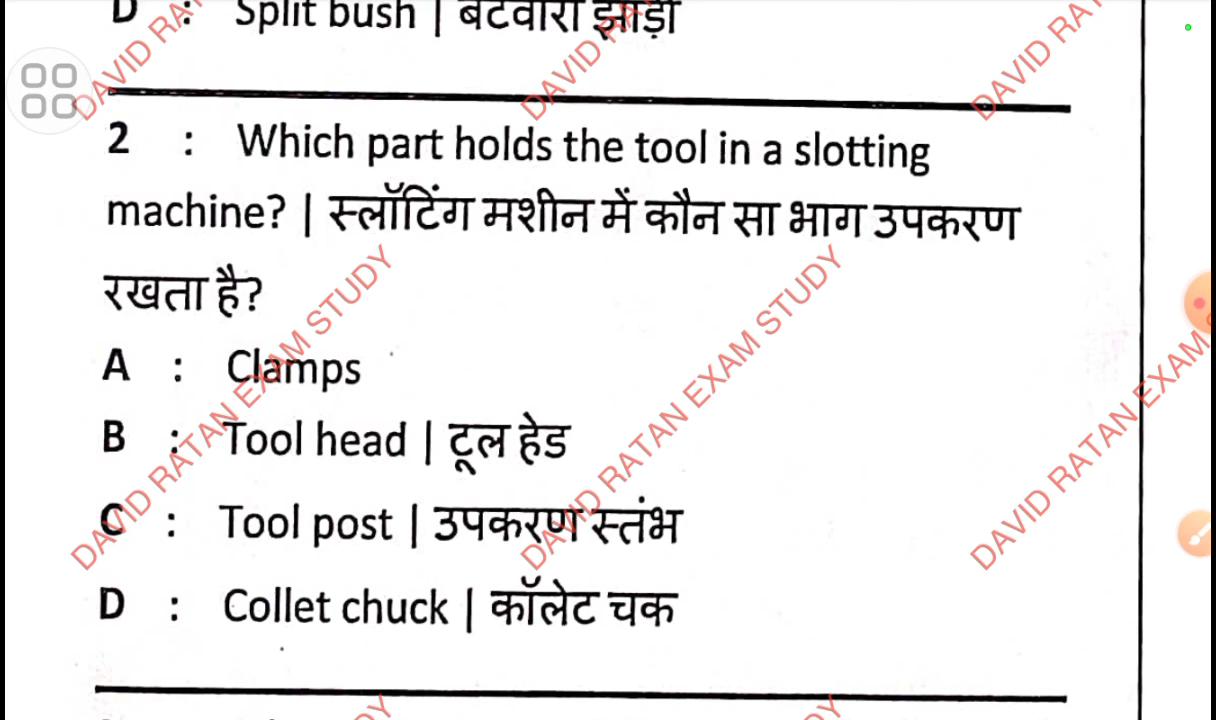 D : Split bush | बटवारा झाड़ी
2 : Which part holds the tool in a slotting
machine? | स्लॉटिंग मशीन में कौन सा भाग उपकरण
रखता है?
A : Clamps
B : Tool head | टूल हेड
C : Tool post | उपकरण स्तंभ
D : Collet chuck | कॉलेट चक
DAVID RATAN EXAM STUDY
DAVID RATAN EXAM STUDY
DAVID RATAN EXAM